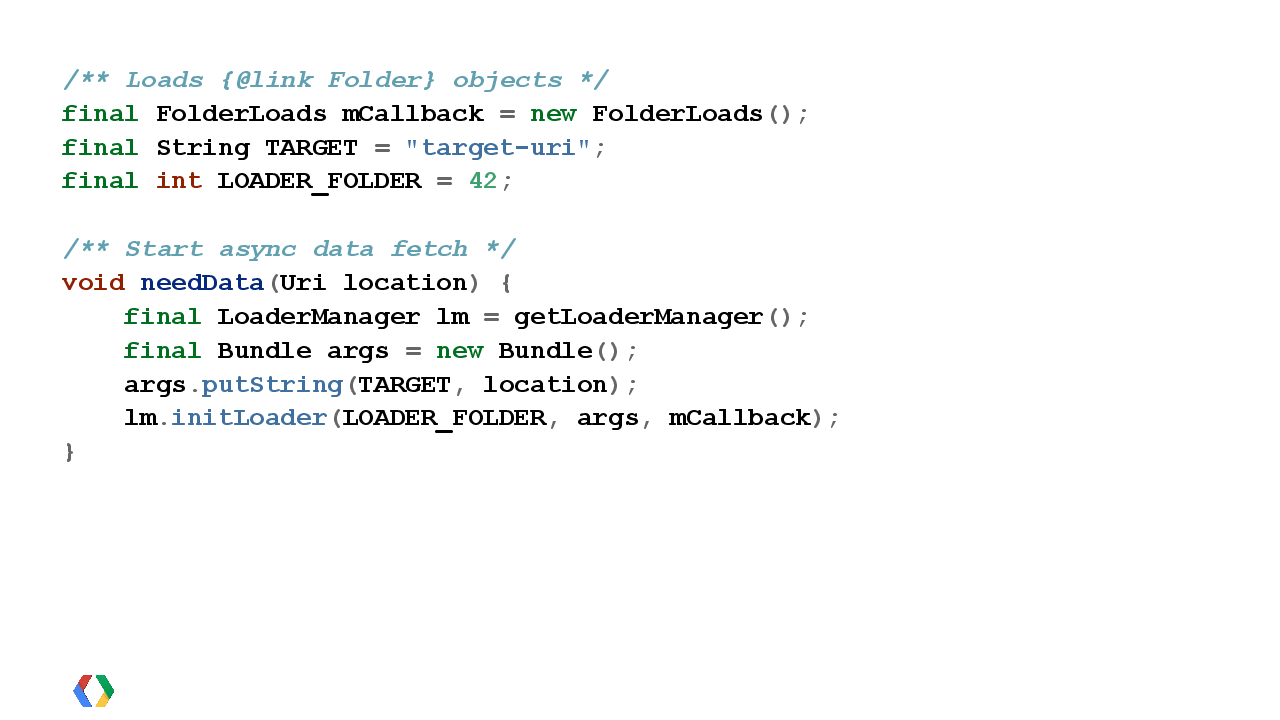 /** Loads {@link Folder} objects */
final FolderLoads mCallback = new FolderLoads();
final String TARGET = "target-uri";
final int LOADER_FOLDER = 42;
/** Start async data fetch */
void needData(Uri location) {
    final LoaderManager lm = getLoaderManager();
    final Bundle args = new Bundle();
    args.putString(TARGET, location);
    lm.initLoader(LOADER_FOLDER, args, mCallback);
}